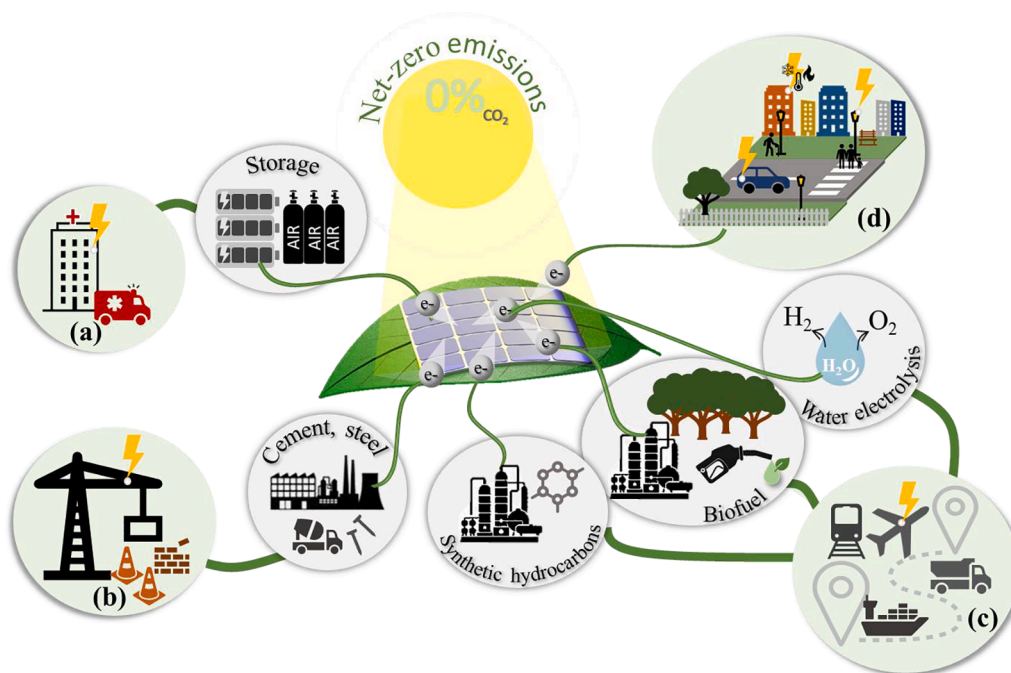 Net-zero emissions
0% CO2
Storage
AIR AIR AIR
(a)
(d)
e-
e-
e-
e-
e-
e-
H2
O2
H2O
Water electrolysis
Cement, steel
Synthetic hydrocarbons
Biofuel
(b)
(c)